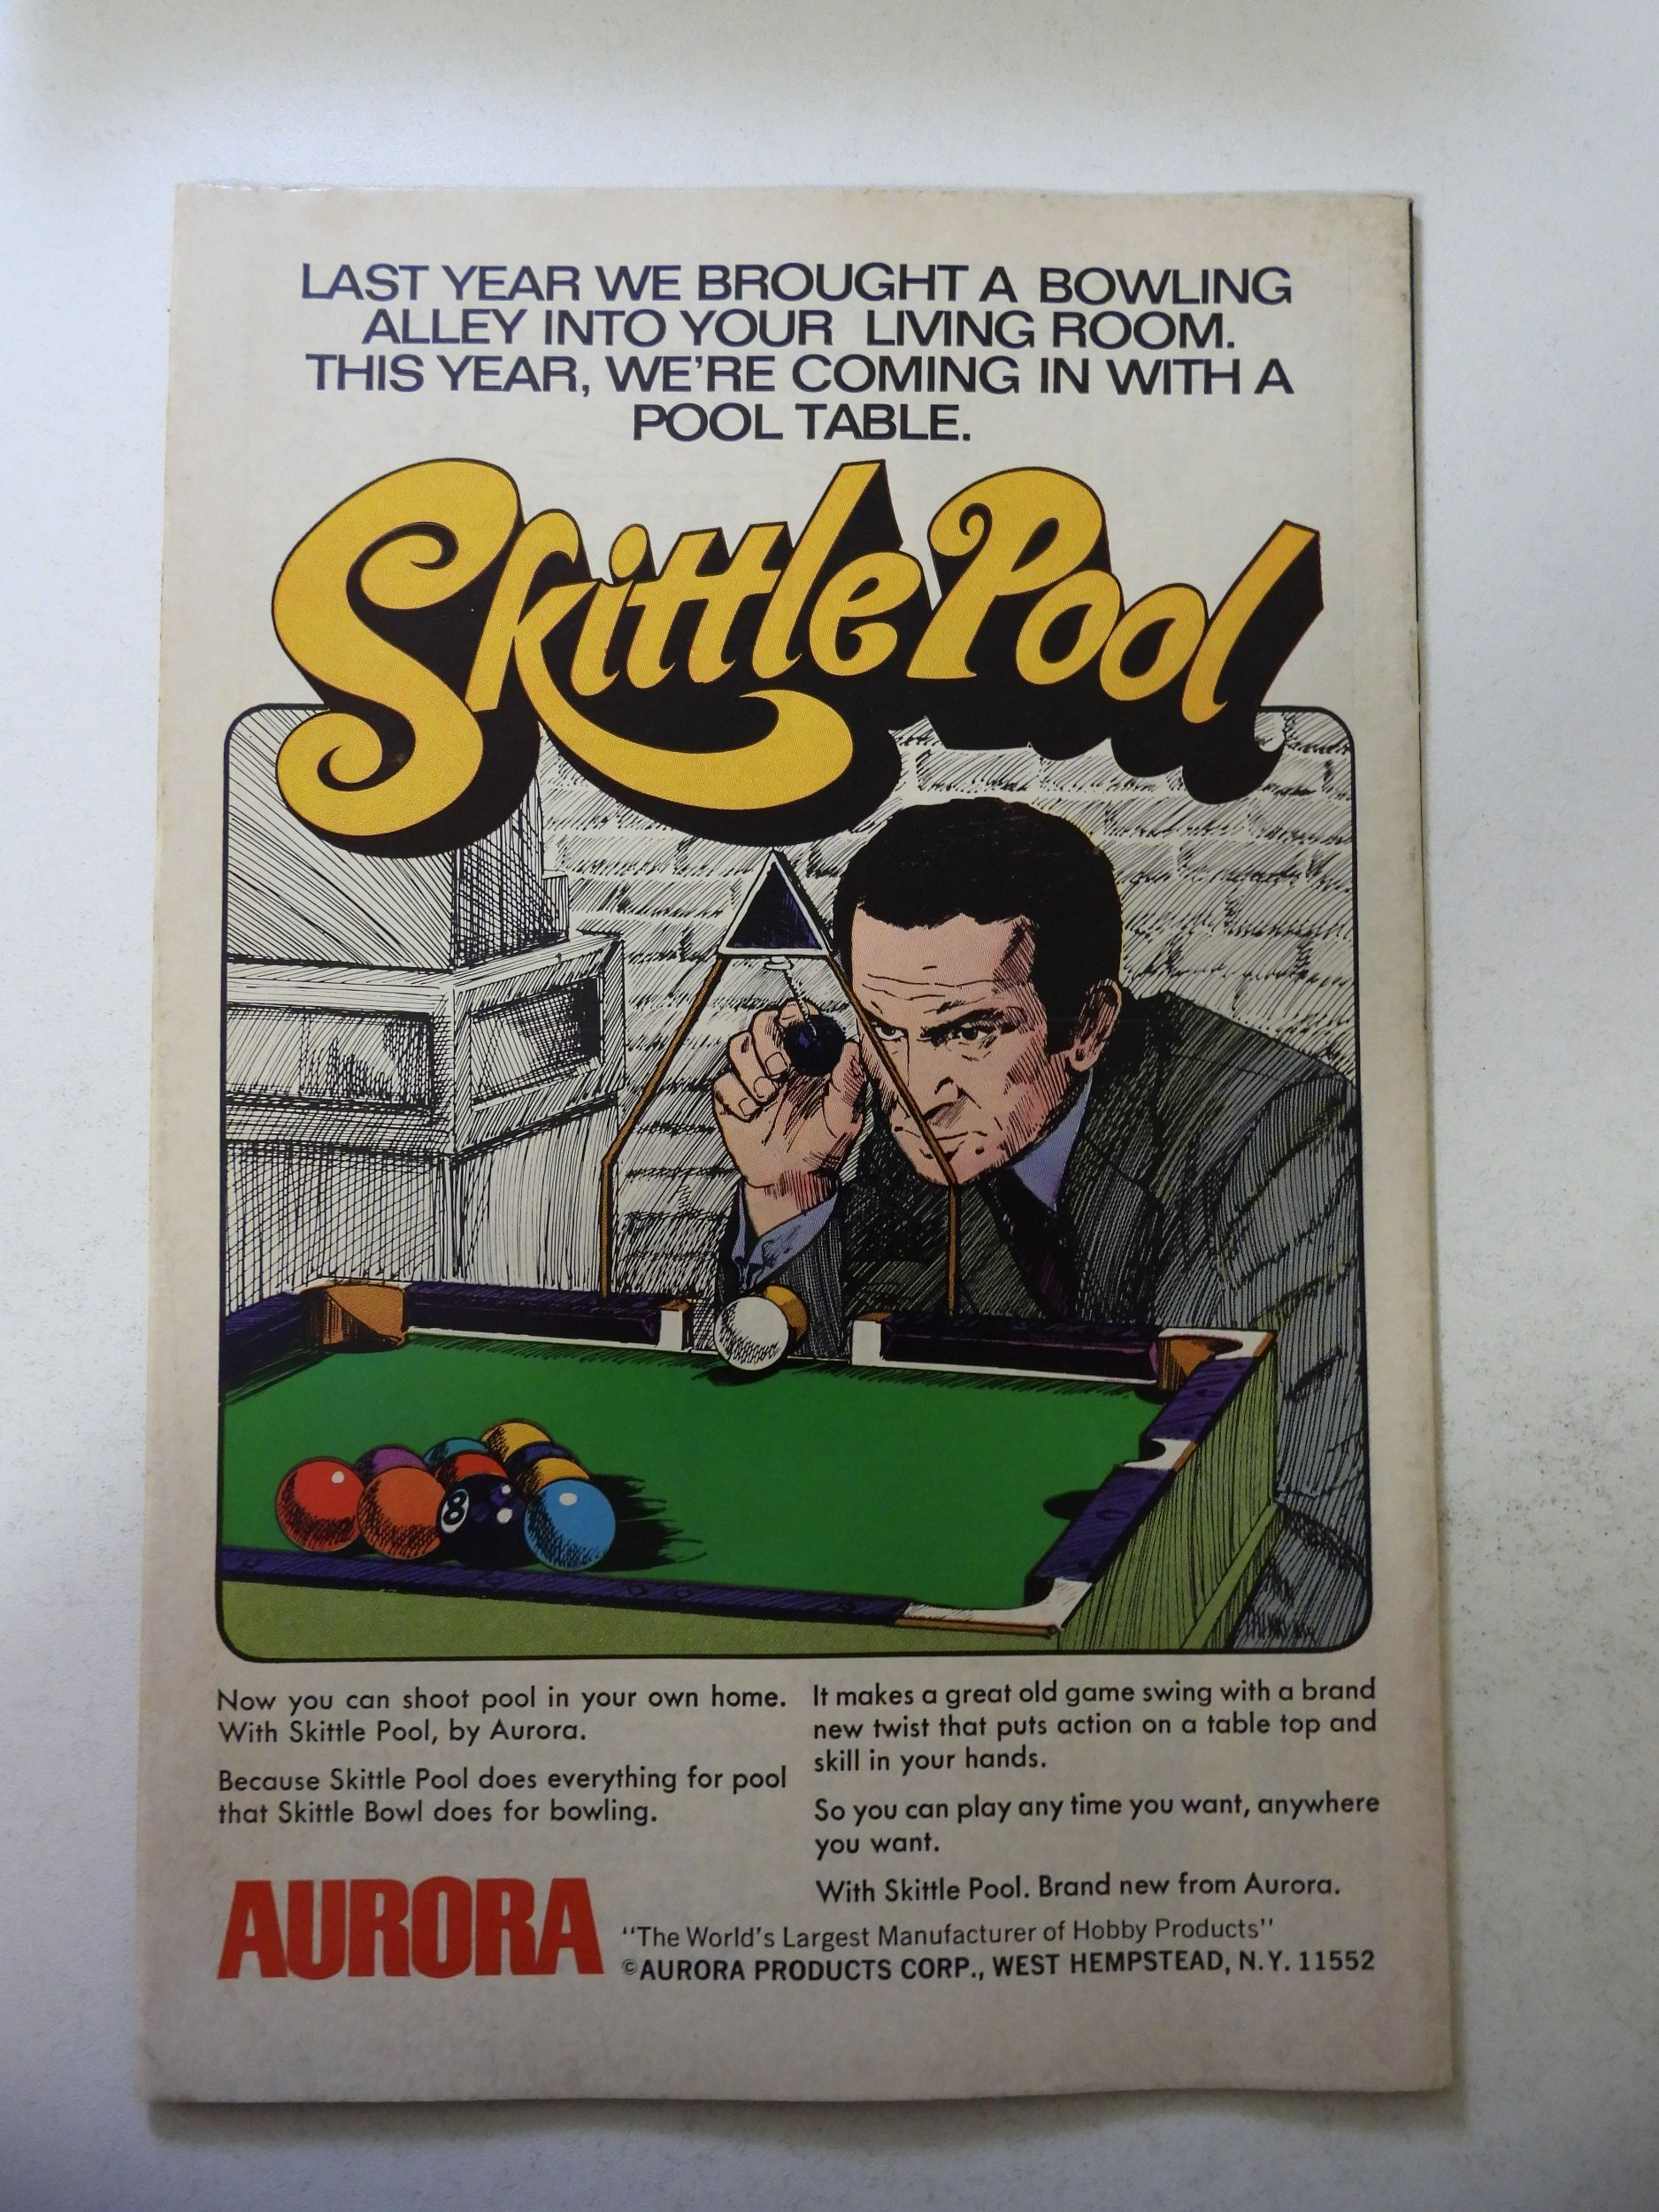 LAST YEAR WE BROUGHT A BOWLING
ALLEY INTO YOUR LIVING ROOM.
THIS YEAR, WE'RE COMING IN WITH A
POOL TABLE.
Skittle Pool
8
Now you can shoot pool in your own home.
With Skittle Pool, by Aurora.
Because Skittle Pool does everything for pool
that Skittle Bowl does for bowling.
It makes a great old game swing with a brand
new twist that puts action on a table top and
skill in your hands.
So you can play any time you want, anywhere
you want.
With Skittle Pool. Brand new from Aurora.
AURORA
"The World's Largest Manufacturer of Hobby Products"
©AURORA PRODUCTS CORP., WEST HEMPSTEAD, N.Y. 11552